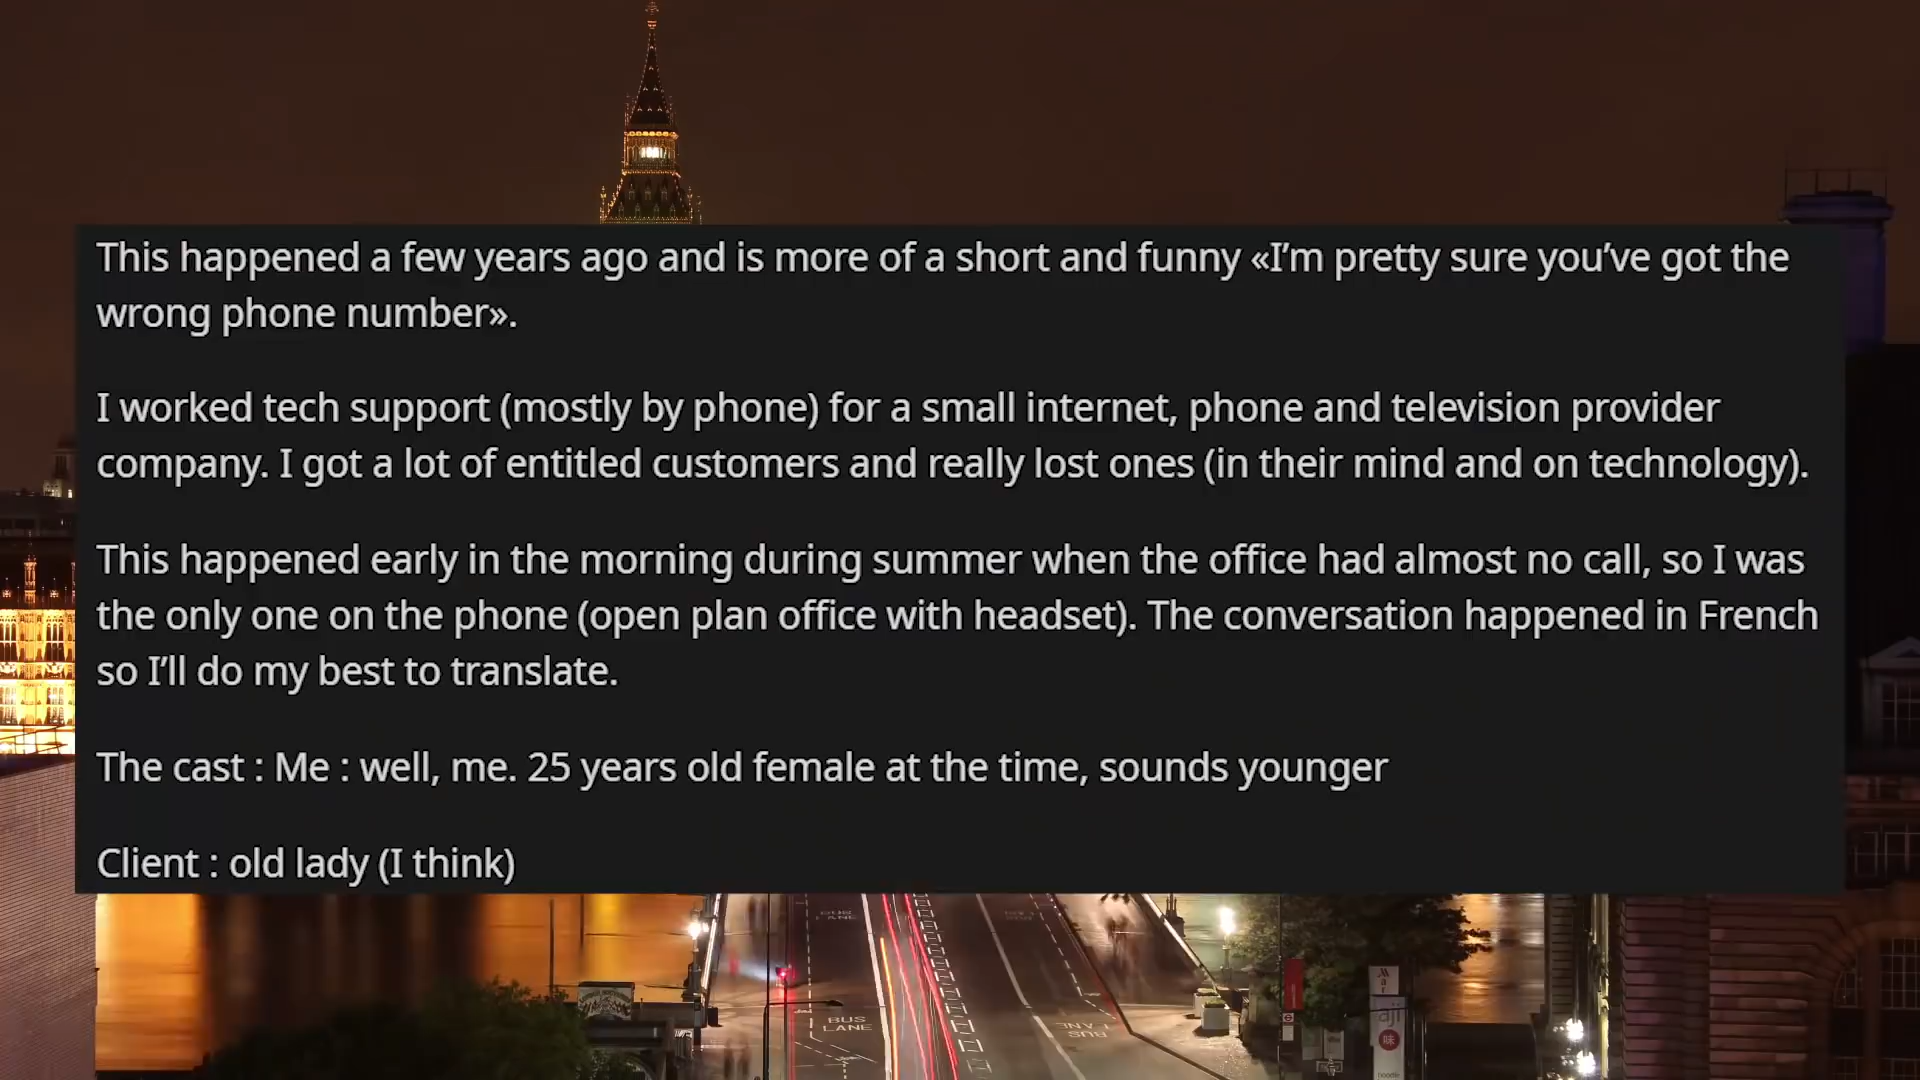 This happened a few years ago and is more of a short and funny «I’m pretty sure you’ve got the
wrong phone number».
I worked tech support (mostly by phone) for a small internet, phone and television provider
company. I got a lot of entitled customers and really lost ones (in their mind and on technology).
This happened early in the morning during summer when the office had almost no call, so I was
the only one on the phone (open plan office with headset). The conversation happened in French
so I’ll do my best to translate.
The cast : Me : well, me. 25 years old female at the time, sounds younger
Client : old lady (I think)
BUS
LANE
BUS
LANE
aji
味
noodle